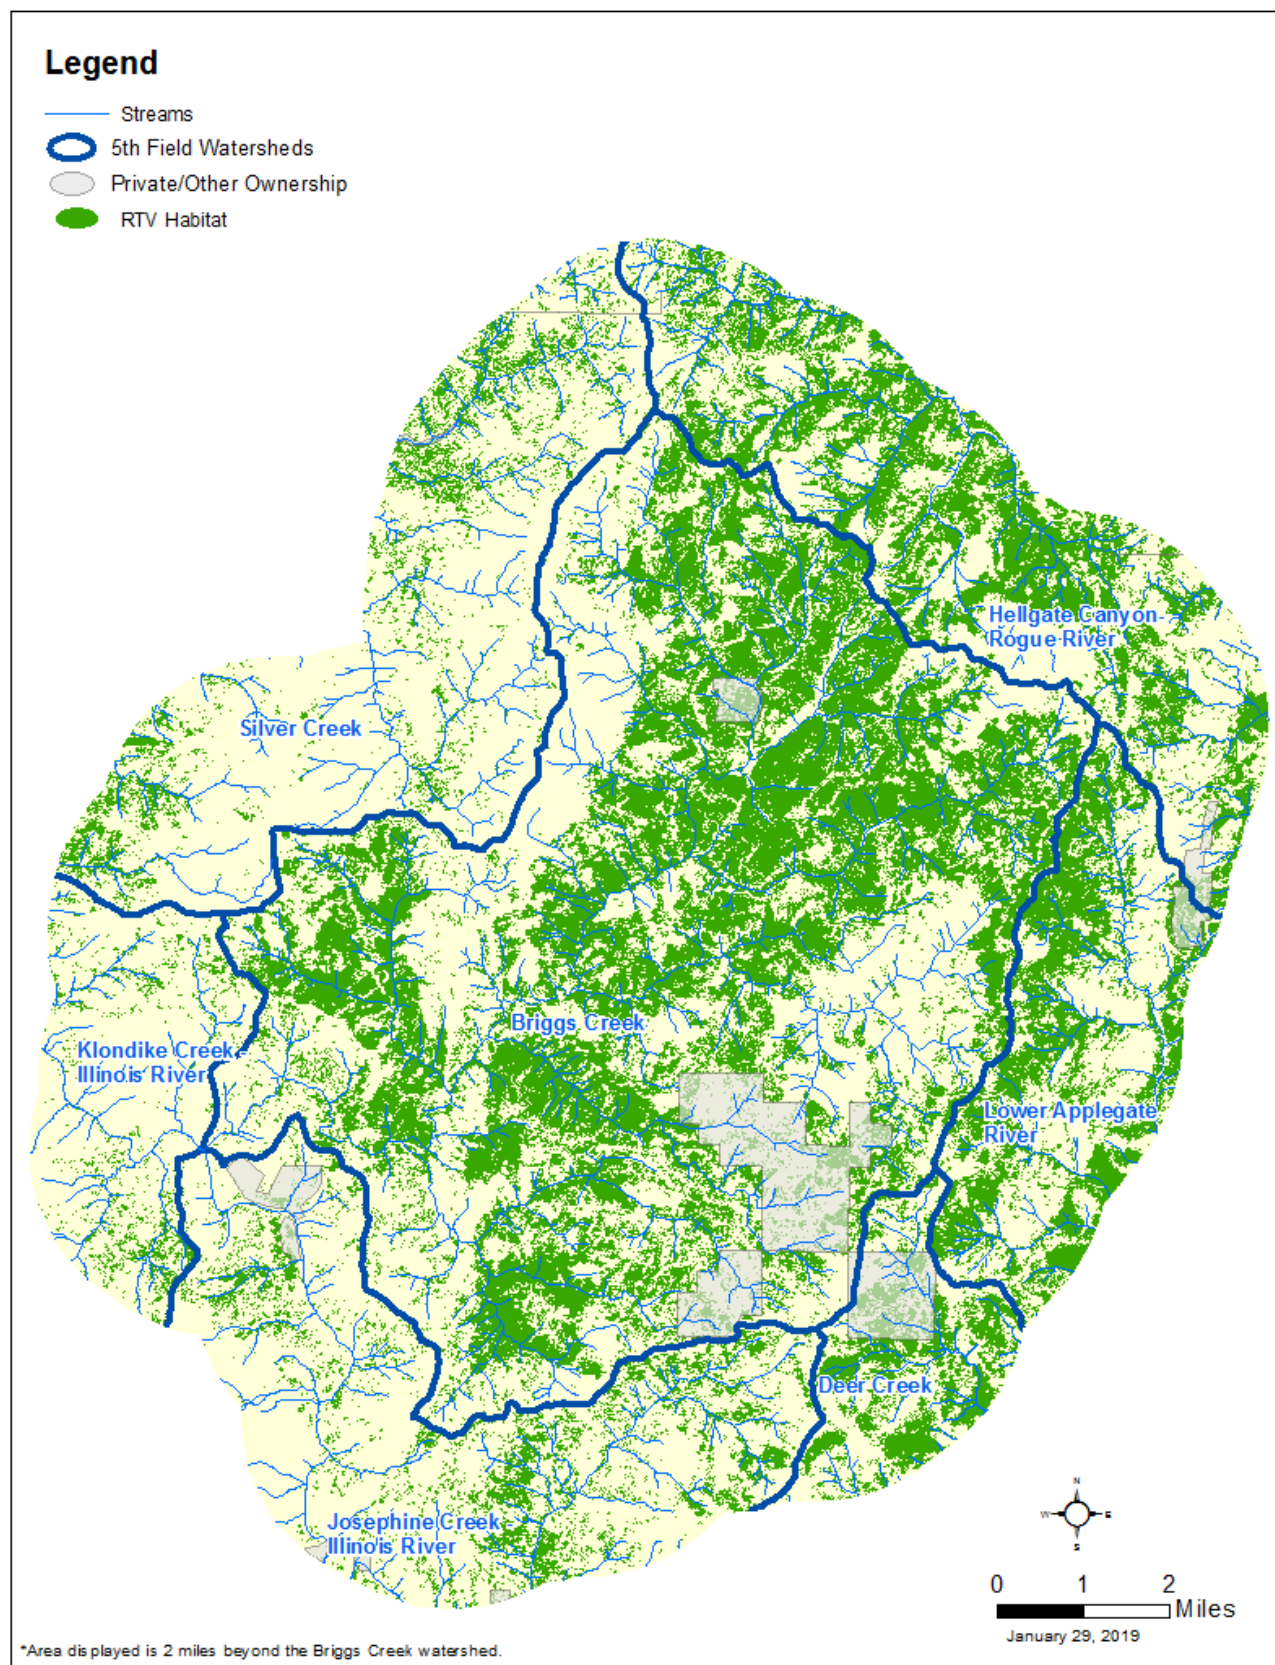 Legend
Streams
5th Field Watersheds
Private/Other Ownership
RTV Habitat
Hellgate Canyon-
Rogue River
Silver Creek
Briggs Creek
Klondike Creek -
Illinois River
Lower Applegate
River
Deer Creek
Josephine Creek -
Illinois River
N
W
E
S
0 1 2
Miles
January 29, 2019
*Area displayed is 2 miles beyond the Briggs Creek watershed.